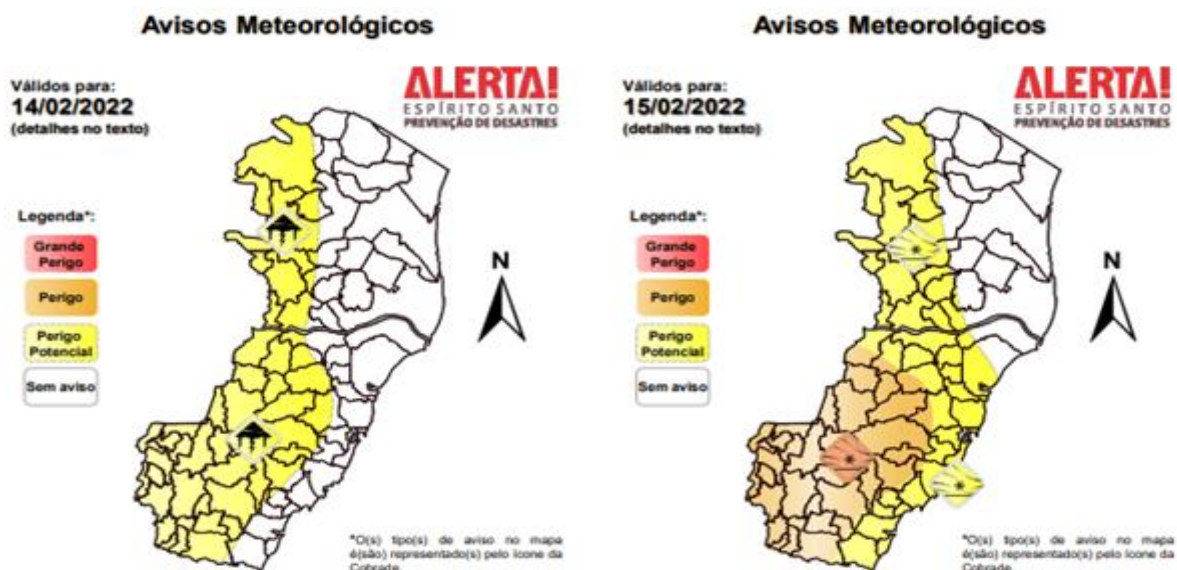 Avisos Meteorológicos
Válidos para:
14/02/2022
(detalhes no texto)
ALERTA!
ESPÍRITO SANTO
PREVENÇÃO DE DESASTRES
Legenda*:
Grande
Perigo
Perigo
Perigo
Potencial
Sem aviso
N
*O(s) tipo(s) de aviso no mapa
é(são) representado(s) pelo ícone da
Cobrade.
Avisos Meteorológicos
Válidos para:
15/02/2022
(detalhes no texto)
ALERTA!
ESPÍRITO SANTO
PREVENÇÃO DE DESASTRES
Legenda*:
Grande
Perigo
Perigo
Perigo
Potencial
Sem aviso
N
*O(s) tipo(s) de aviso no mapa
é(são) representado(s) pelo ícone da
Cobrade.